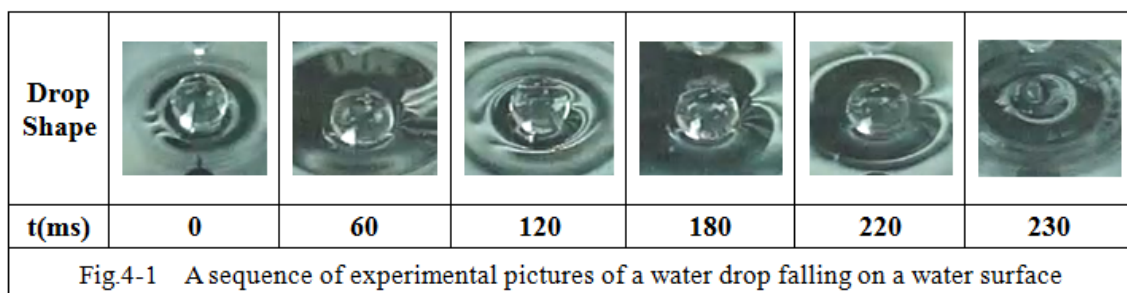 Drop
Shape
t(ms) 0 60 120 180 220 230
Fig.4-1 A sequence of experimental pictures of a water drop falling on a water surface